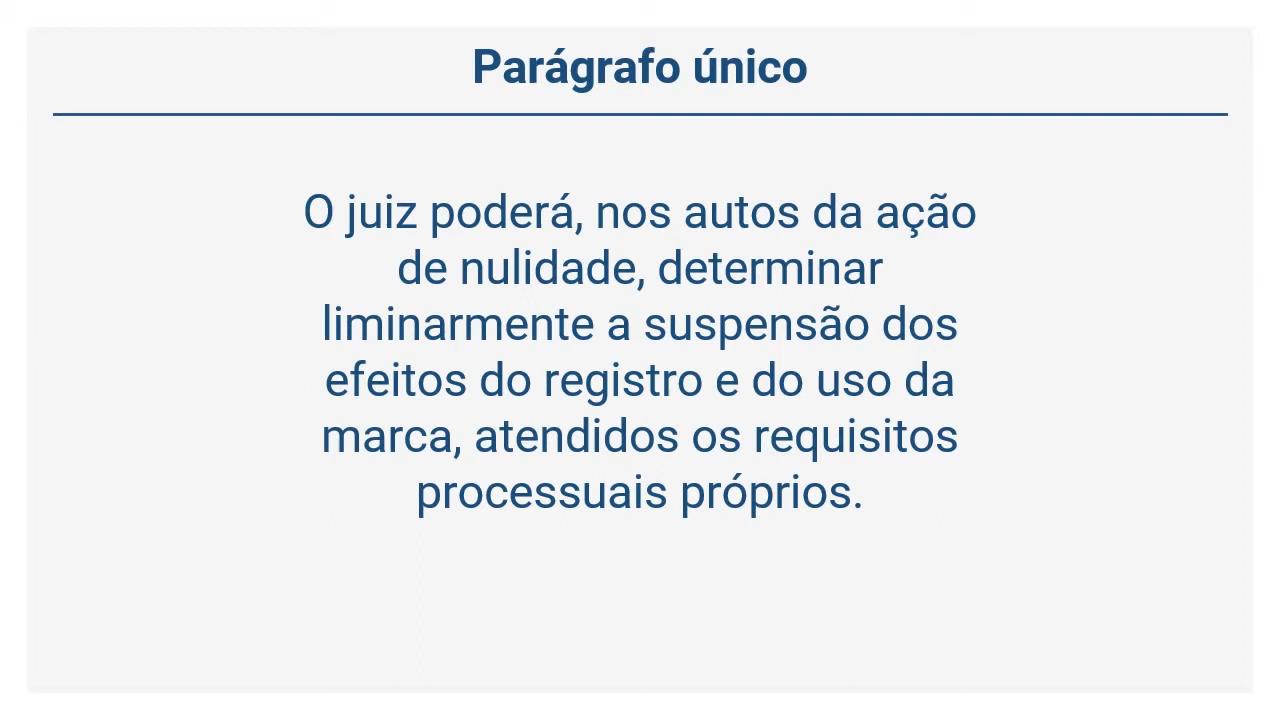 Parágrafo único
O juiz poderá, nos autos da ação
de nulidade, determinar
liminarmente a suspensão dos
efeitos do registro e do uso da
marca, atendidos os requisitos
processuais próprios.